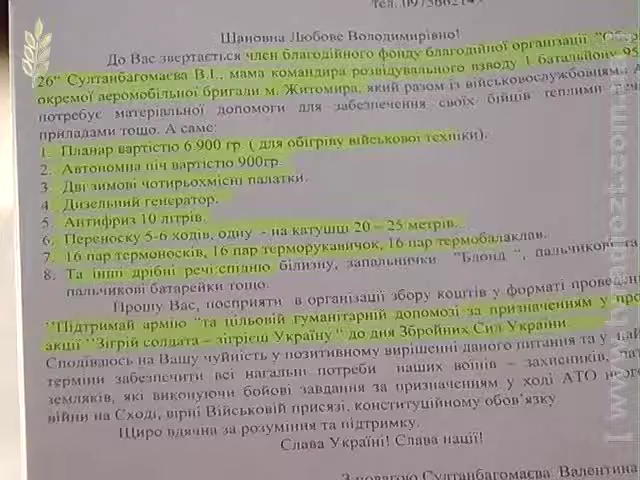 тел.
Шановна Любове Володимирівно!
До Вас звертається член благодійного фонду благодійної організації
26" Султанбагомаєва В.І., мама командира розвідувального взводу 1 батальйону 95
окремої аеромобільної бригади м. Житомира, який разом із військовослужбовцями
потребує матеріальної допомоги для забезпечення своїх бійців теплими
приладами тощо. А саме:
1. Планар вартістю 6 900 гр. ( для обігріву військової техніки).
2. Автономна піч вартістю 900гр.
3. Дві зимові чотирьохмісні палатки.
4. Дизельний генератор.
5. Антифриз 10 літрів.
6. Переноску 5-6 ходів, одну - на катушці 20 – 25 метрів.
7. 16 пар термоносків, 16 пар терморукавичок, 16 пар термобалаклав.
8. Та інші дрібні речі:спідню білизну, запальнички "Блонд ", пальчикові та
пальчикові батарейки тощо.
Прошу Вас, посприяти в організації збору коштів у форматі
''Підтримай армію "та цільовій гуманітарній допомозі за призначенням у
акції ''Зігрій солдата – зігрієш Україну " до дня Збройних Сил України.
Сподіваюсь на Вашу чуйність у позитивному вирішенні даного питання та у
терміни забезпечити всі нагальні потреби наших воїнів – захисників,
земляків, які виконуючи бойові завдання за призначенням у ході АТО
війни на Сході, вірні Військовій присязі, конституційному обов'язку.
Щиро вдячна за розуміння та підтримку.
Слава Україні! Слава нації!
З повагою Султанбагомаєва Валентина